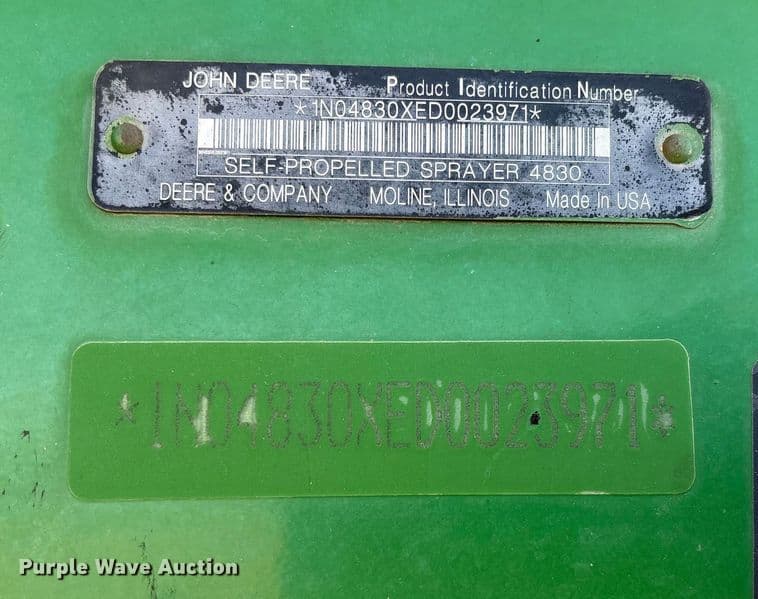 JOHN DEERE Product Identification Number
*1N04830XED0023971*
SELF-PROPELLED SPRAYER 4830
DEERE & COMPANY MOLINE, ILLINOIS Made In USA
*1N04830XED0023971*
Purple Wave Auction